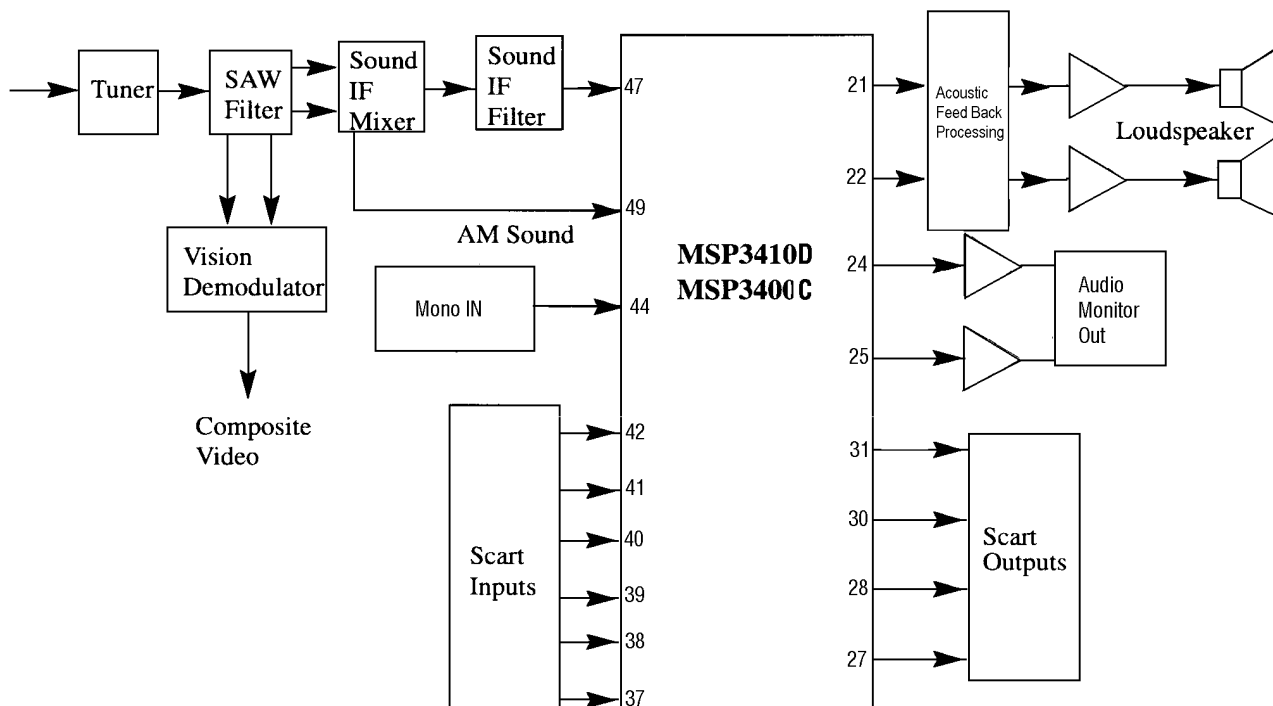 Tuner
SAW
Filter
Sound
IF
Mixer
Sound
IF
Filter
47
49
AM Sound
Vision
Demodulator
Composite
Video
Mono IN
44
Scart
Inputs
42
41
40
39
38
37
MSP3410D
MSP3400C
21
22
Acoustic
Feed Back
Processing
Loudspeaker
24
25
Audio
Monitor
Out
31
30
28
27
Scart
Outputs